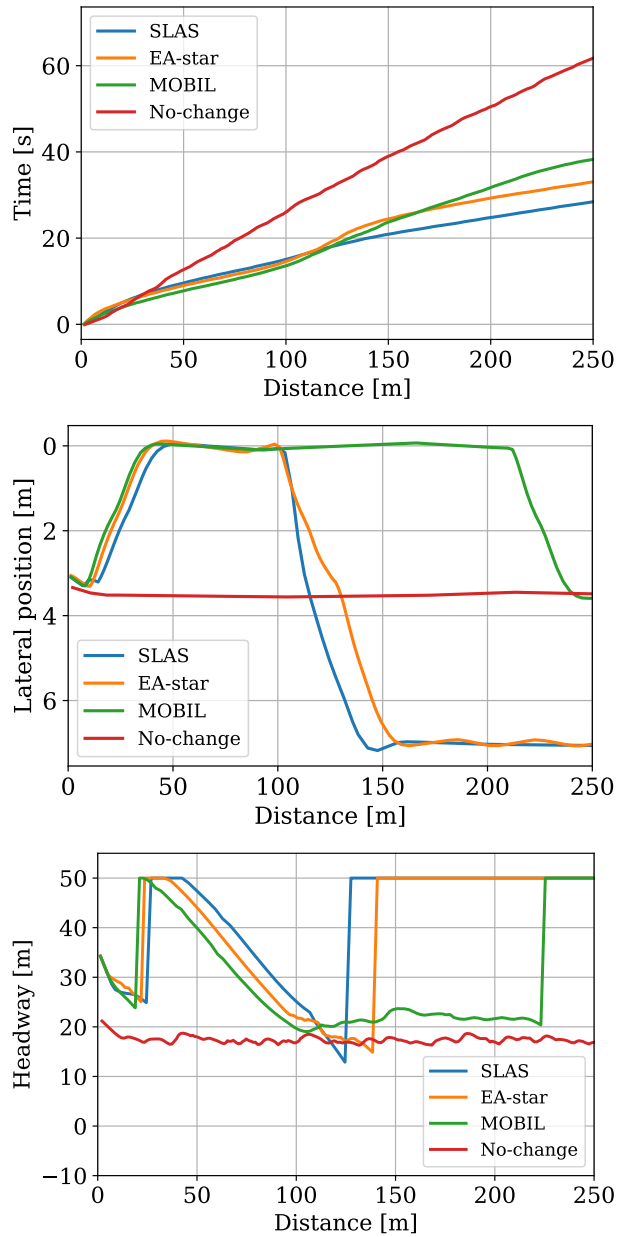 Time [s]
60
40
20
0
SLAS
EA-star
MOBIL
No-change
0
50
100
150
200
250
Distance [m]
Lateral position [m]
0
2
4
6
SLAS
EA-star
MOBIL
No-change
0
50
100
150
200
250
Distance [m]
Headway [m]
50
40
30
20
10
0
−10
SLAS
EA-star
MOBIL
No-change
0
50
100
150
200
250
Distance [m]